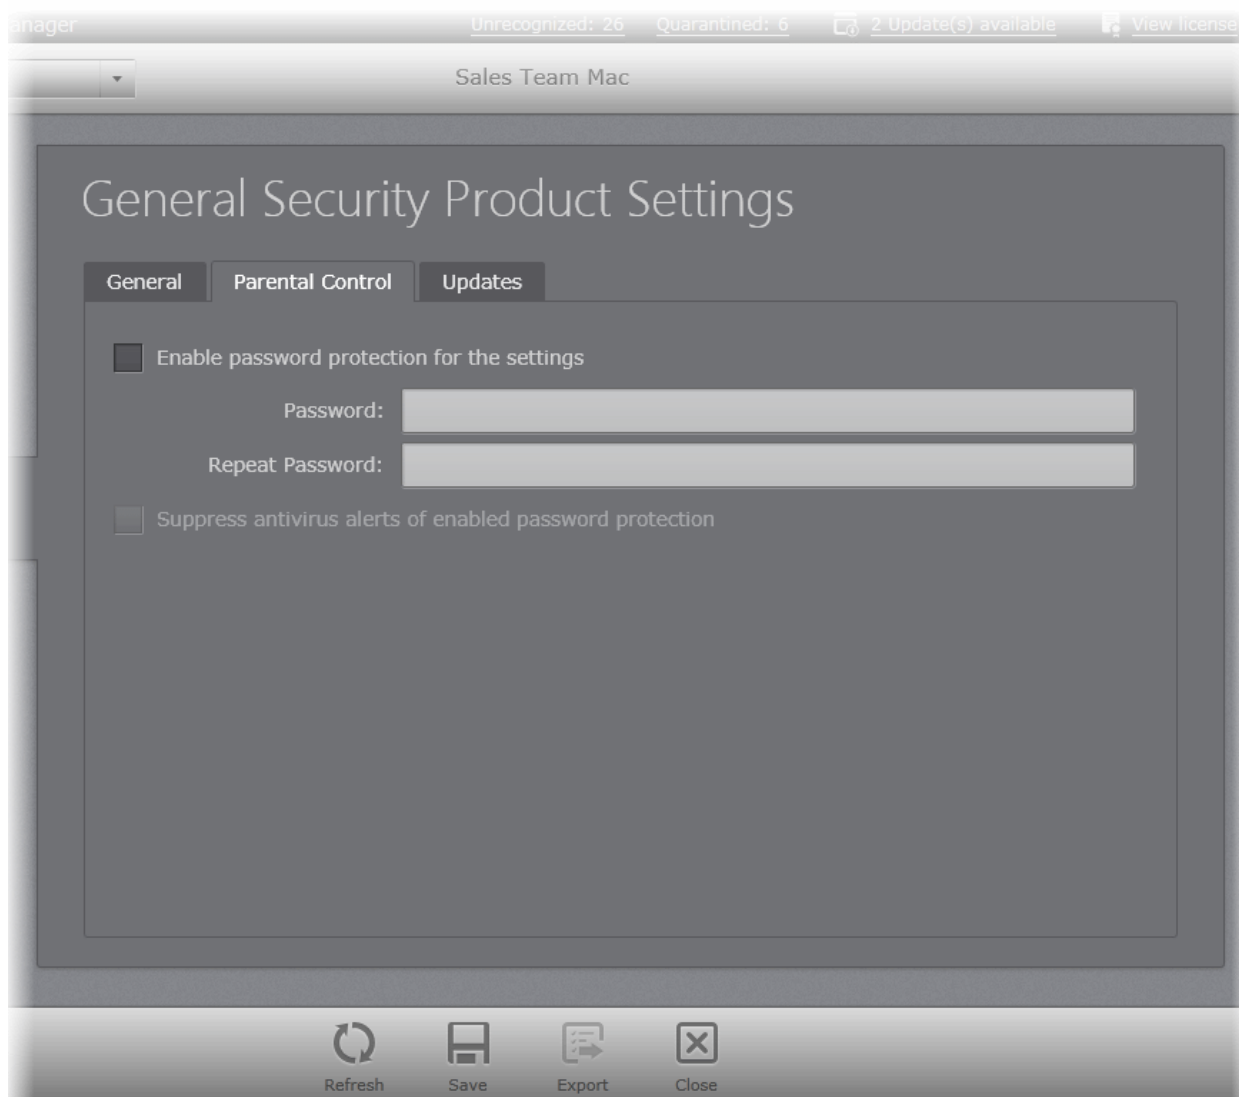 anager
Unrecognized: 26 Quarantined: 6 2 Update(s) available View license
Sales Team Mac
General Security Product Settings
General Parental Control Updates
Enable password protection for the settings
Password:
Repeat Password:
Suppress antivirus alerts of enabled password protection
Refresh Save Export Close